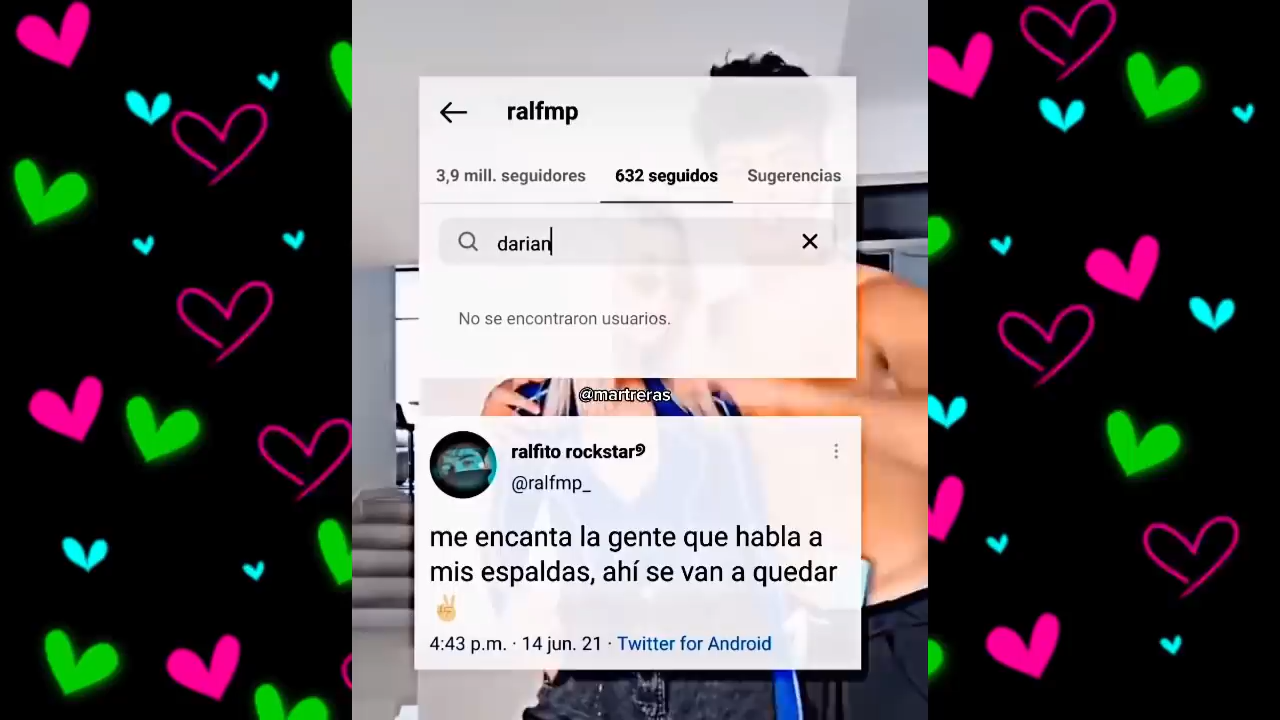 ralfmp
3,9 mill. seguidores 632 seguidos Sugerencias
darian
No se encontraron usuarios.
@martreras
ralfito rockstar୨
@ralfmp_
me encanta la gente que habla a
mis espaldas, ahí se van a quedar
✌🏼
4:43 p.m. · 14 jun. 21 · Twitter for Android